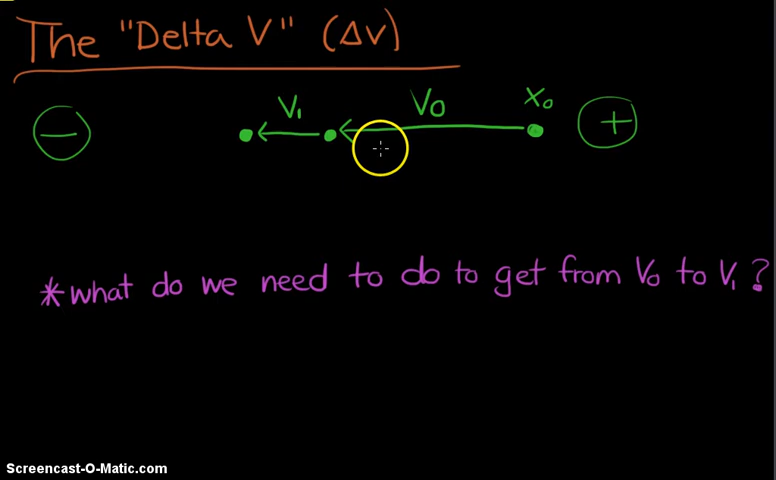 The "Delta V" (Δv)
− V₁ V₀ X₀ +
*what do we need to do to get from V₀ to V₁?
Screencast-O-Matic.com